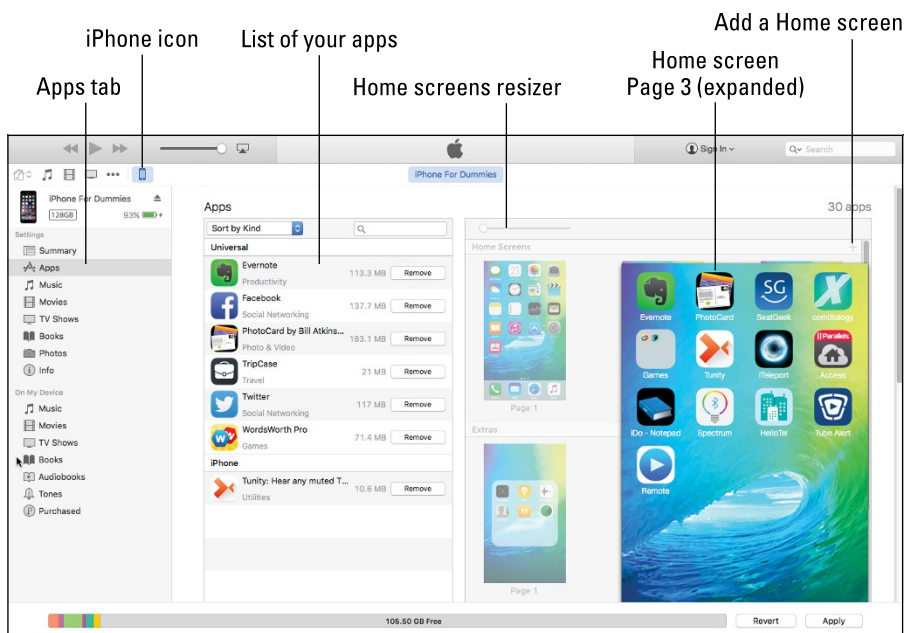 Add a Home screen
iPhone icon
List of your apps
Home screen
Page 3 (expanded)
Apps tab
Home screens resizer
Sign In
Search
iPhone For Dummies
iPhone For Dummies
128GB
93%
Settings
Summary
Apps
Music
Movies
TV Shows
Books
Photos
Info
On My Device
Music
Movies
TV Shows
Books
Audiobooks
Tones
Purchased
Apps
30 apps
Sort by Kind
Universal
Evernote
Productivity
113.3 MB
Remove
Facebook
Social Networking
137.7 MB
Remove
PhotoCard by Bill Atkins...
Photo & Video
183.1 MB
Remove
TripCase
Travel
21 MB
Remove
Twitter
Social Networking
117 MB
Remove
WordsWorth Pro
Games
71.4 MB
Remove
iPhone
Tunity: Hear any muted T...
Utilities
10.6 MB
Remove
Home Screens
Page 1
Extras
Page 1
SG
|| Parallels
Evernote PhotoCard SeatGeek comiXology
Games Tunity iTeleport Access
iDo - Notepad Spectrum HelloTel Tube Alert
Remote
105.50 GB Free
Revert
Apply